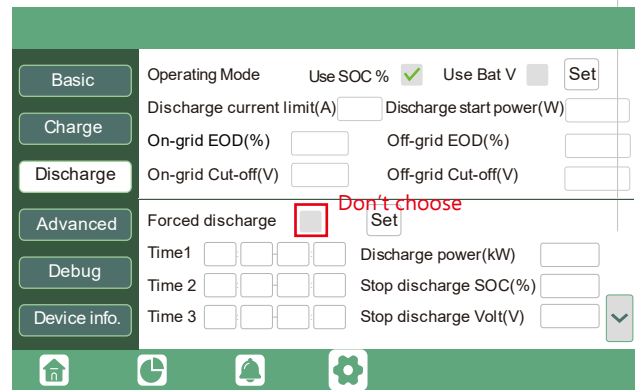 Basic
Charge
Discharge
Advanced
Debug
Device info.
Operating Mode Use SOC % Use Bat V Set
Discharge current limit(A) Discharge start power(W)
On-grid EOD(%) Off-grid EOD(%)
On-grid Cut-off(V) Off-grid Cut-off(V)
Don't choose
Forced discharge Set
Time1 : - : Discharge power(kW)
Time 2 : - : Stop discharge SOC(%)
Time 3 : - : Stop discharge Volt(V)